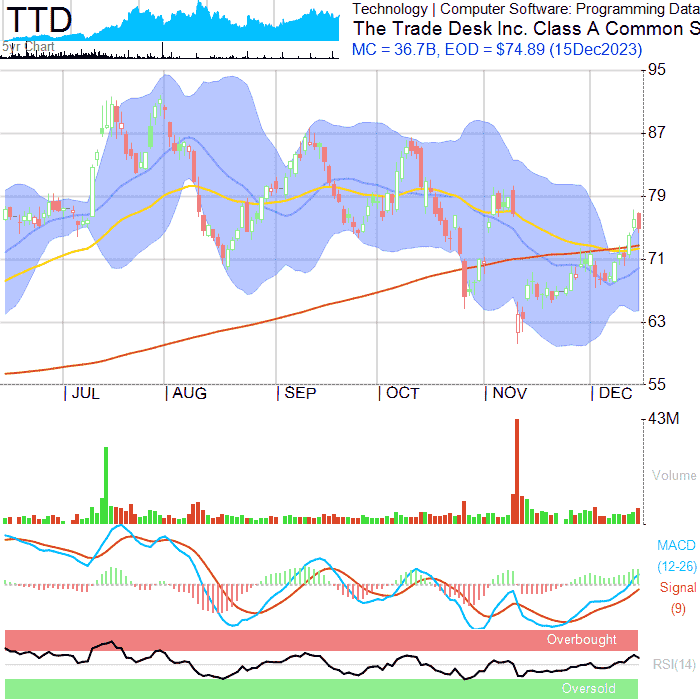 TTD
5yr Chart
Technology | Computer Software: Programming Data
The Trade Desk Inc. Class A Common S
MC = 36.7B, EOD = $74.89 (15Dec2023)
95
87
79
71
63
55
JUL AUG SEP OCT NOV DEC
43M
Volume
MACD
(12-26)
Signal
(9)
Overbought
RSI(14)
Oversold